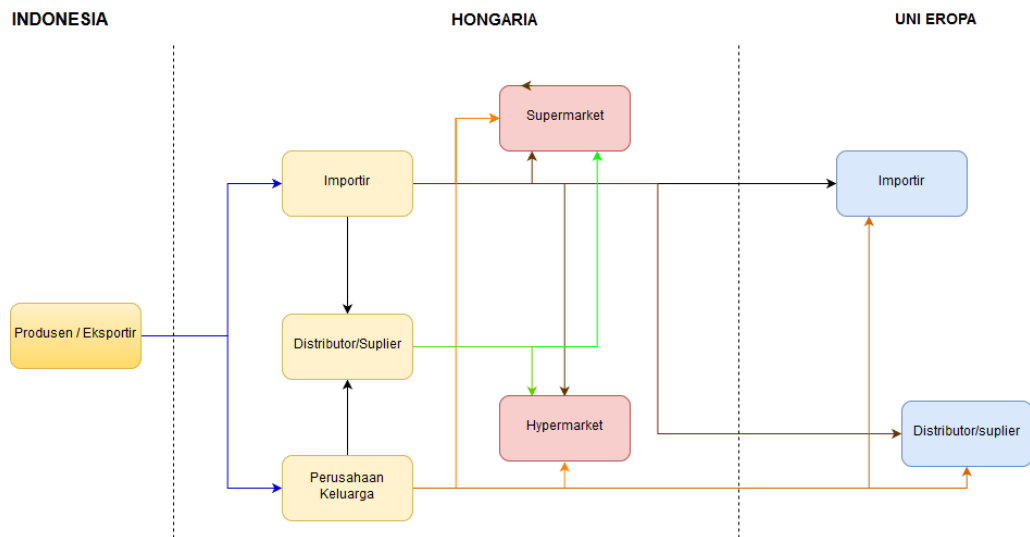 INDONESIA
HONGARIA
UNI EROPA
Supermarket
Importir
Importir
Produsen / Eksportir
Distributor/Suplier
Hypermarket
Distributor/suplier
Perusahaan
Keluarga